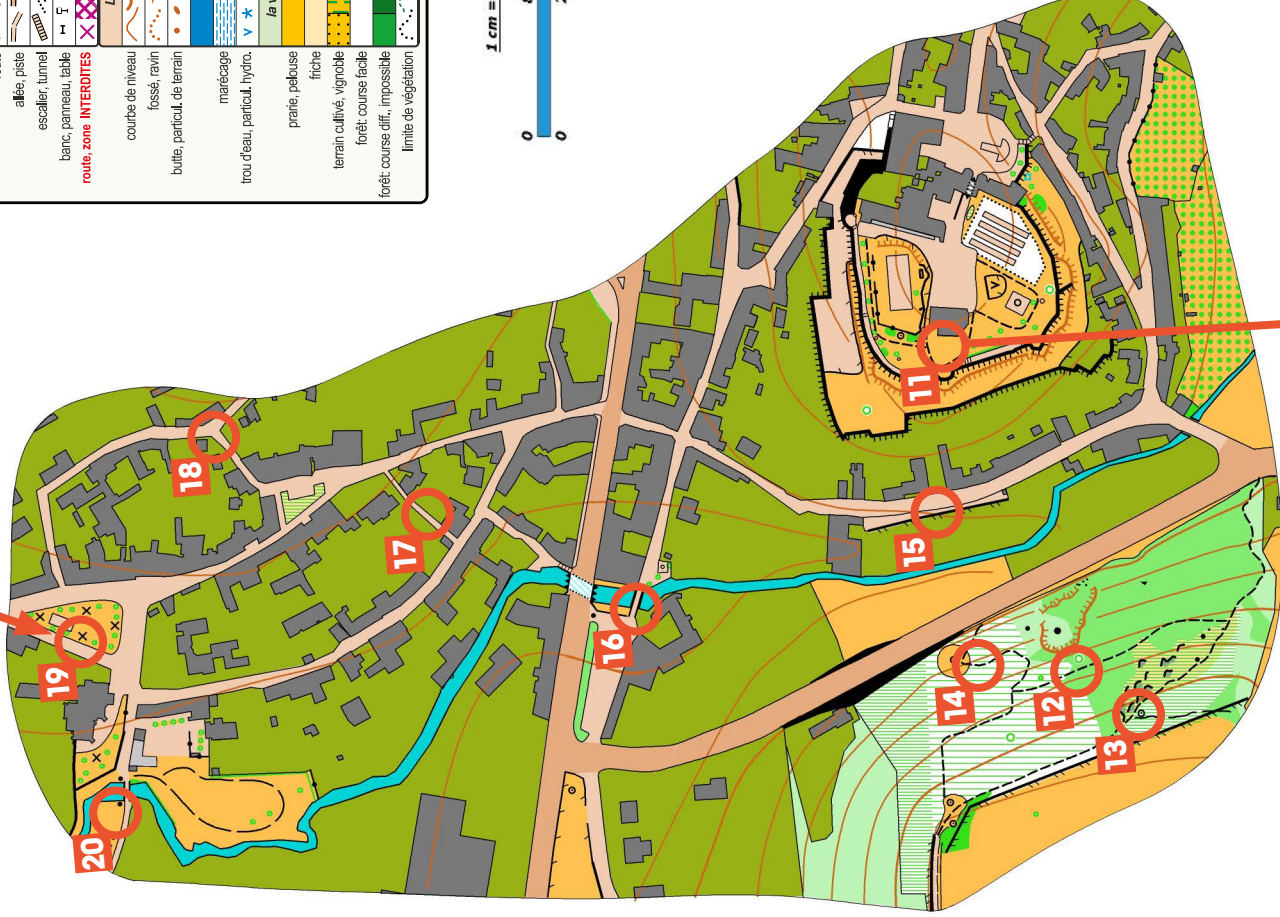 allée, piste
escalier, tunnel
banc, panneau, table
route, zone INTERDITES
courbe de niveau
fossé, ravin
butte, particul. de terrain
marécage
trou d'eau, particul. hydro.
prarie, pelouse
friche
terrain cultivé, vignoble
forêt: course facile
forêt: course diff., impossible
limite de végétation
1 cm =
0
0
11
12
13
14
15
16
17
18
19
20